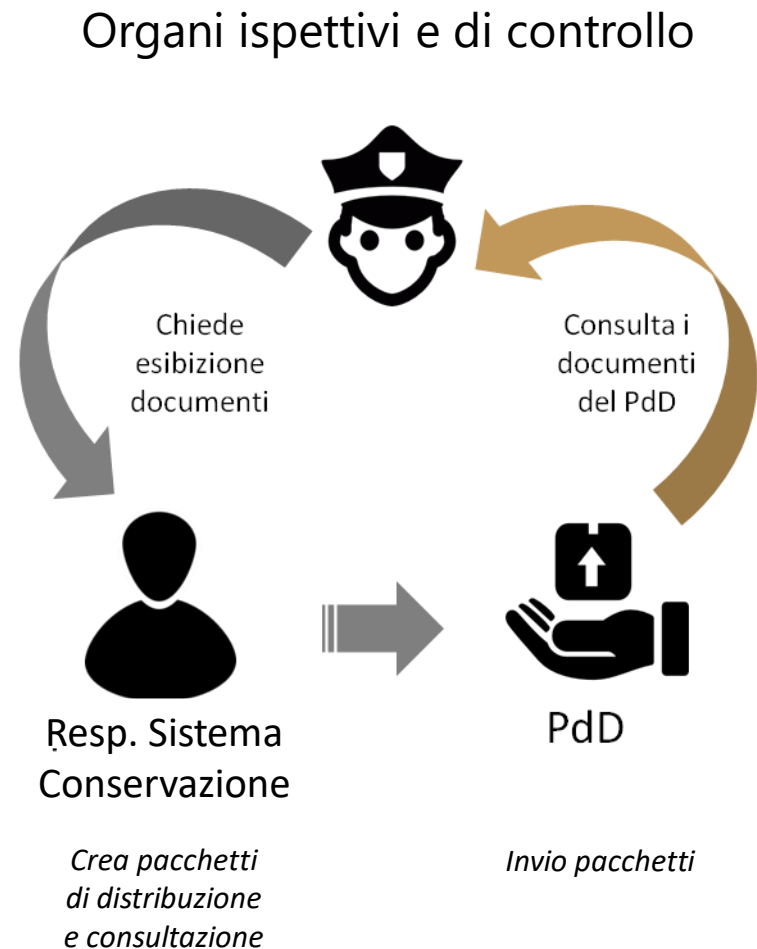 Organi ispettivi e di controllo
Chiede
esibizione
documenti
Consulta i
documenti
del PdD
Resp. Sistema
Conservazione
Crea pacchetti
di distribuzione
e consultazione
PdD
Invio pacchetti